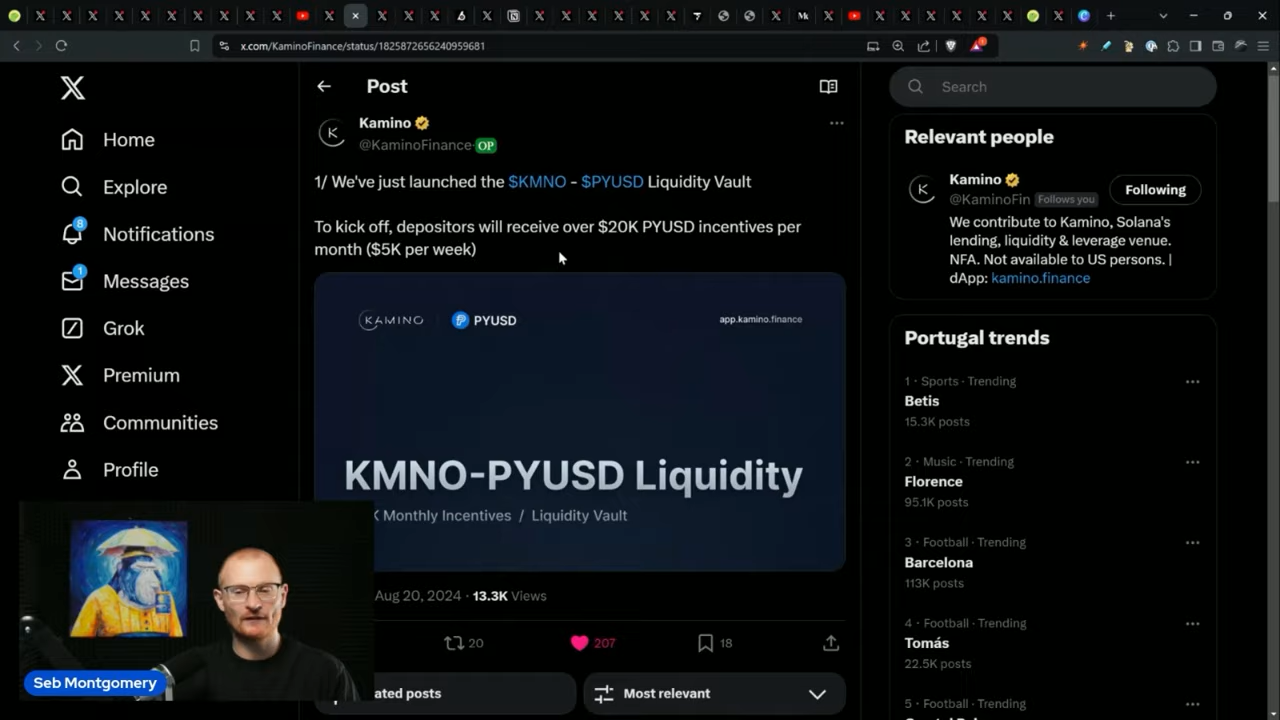 x.com/KaminoFinance/status/1825872656240959681
Home
Explore
8
Notifications
1
Messages
Grok
Premium
Communities
Profile
Post
Kamino
@KaminoFinance OP
1/ We've just launched the $KMNO - $PYUSD Liquidity Vault
To kick off, depositors will receive over $20K PYUSD incentives per
month ($5K per week)
KAMINO
PYUSD
app.kamino.finance
KMNO-PYUSD Liquidity
K Monthly Incentives / Liquidity Vault
Aug 20, 2024 · 13.3K Views
20
207
18
ated posts
Most relevant
Search
Relevant people
Kamino
@KaminoFin Follows you
Following
We contribute to Kamino, Solana's
lending, liquidity & leverage venue.
NFA. Not available to US persons. |
dApp: kamino.finance
Portugal trends
1 · Sports · Trending
Betis
15.3K posts
2 · Music · Trending
Florence
95.1K posts
3 · Football · Trending
Barcelona
113K posts
4 · Football · Trending
Tomás
22.5K posts
5 · Football · Trending
Seb Montgomery